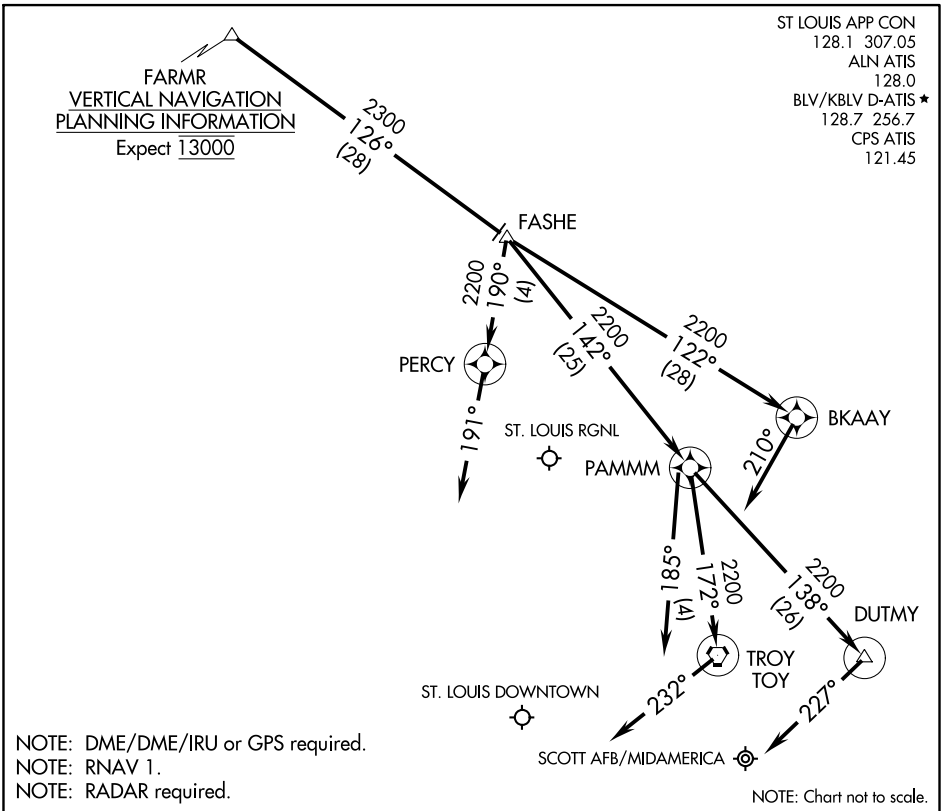 ST LOUIS APP CON
128.1 307.05
ALN ATIS
128.0
BLV/KBLV D-ATIS ★
128.7 256.7
CPS ATIS
121.45
FARMR
VERTICAL NAVIGATION
PLANNING INFORMATION
Expect 13000
2300
126°
(28)
FASHE
2200
190°
(4)
2200
142°
(25)
2200
122°
(28)
PERCY
191°
ST. LOUIS RGNL
PAMMM
BKAAY
210°
185°
(4)
2200
172°
2200
138°
(26)
DUTMY
TROY
TOY
232°
227°
ST. LOUIS DOWNTOWN
SCOTT AFB/MIDAMERICA
NOTE: DME/DME/IRU or GPS required.
NOTE: RNAV 1.
NOTE: RADAR required.
NOTE: Chart not to scale.